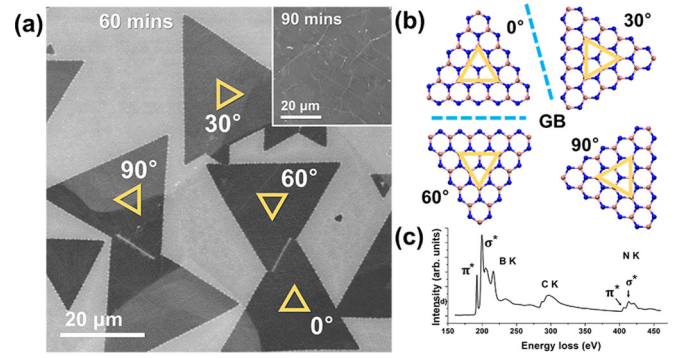 (a)
60 mins
90 mins
20 µm
30°
90°
60°
0°
20 µm
(b)
0°
30°
GB
60°
90°
(c)
Intensity (arb. units)
π*
σ*
B K
C K
N K
π*
σ*
150 200 250 300 350 400 450
Energy loss (eV)